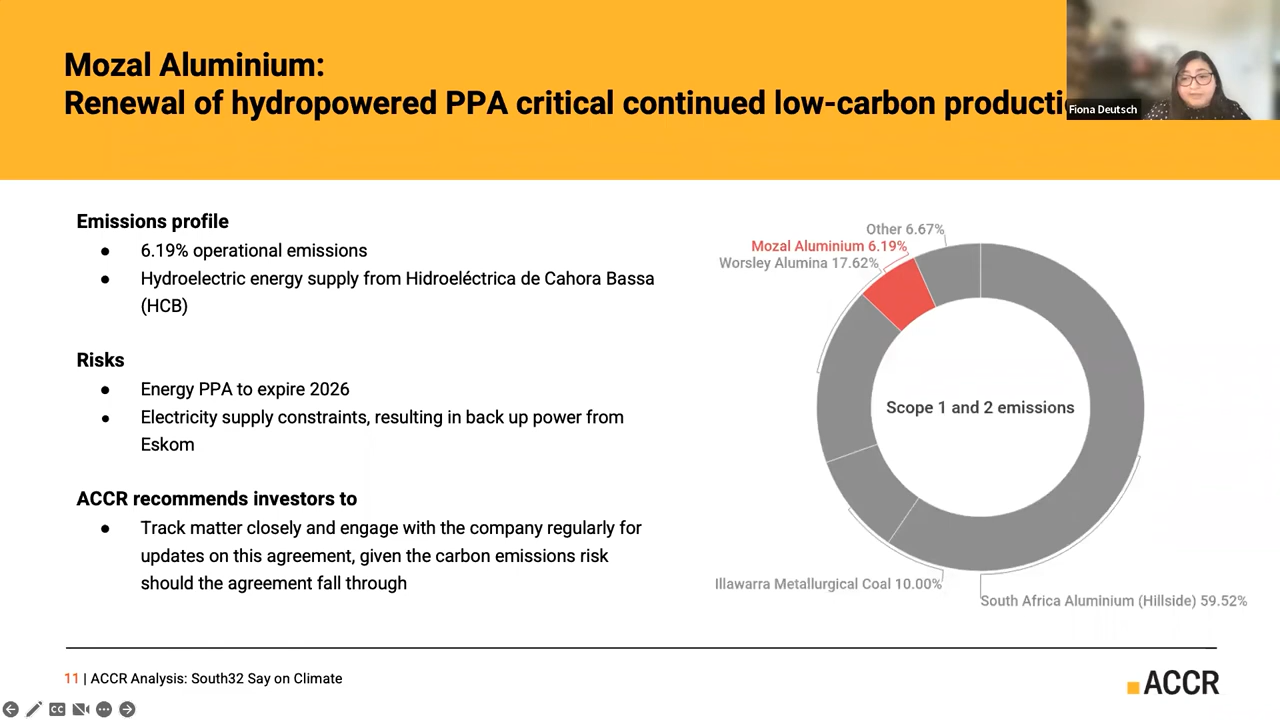 Mozal Aluminium:
Renewal of hydropowered PPA critical continued low-carbon
Fiona Deutsch
Emissions profile
● 6.19% operational emissions
● Hydroelectric energy supply from Hidroeléctrica de Cahora Bassa
(HCB)
Risks
● Energy PPA to expire 2026
● Electricity supply constraints, resulting in back up power from
Eskom
ACCR recommends investors to
● Track matter closely and engage with the company regularly for
updates on this agreement, given the carbon emissions risk
should the agreement fall through
Other 6.67%
Mozal Aluminium 6.19%
Worsley Alumina 17.62%
Scope 1 and 2 emissions
Illawarra Metallurgical Coal 10.00%
South Africa Aluminium (Hillside) 59.52%
11 | ACCR Analysis: South32 Say on Climate
ACCR
CC